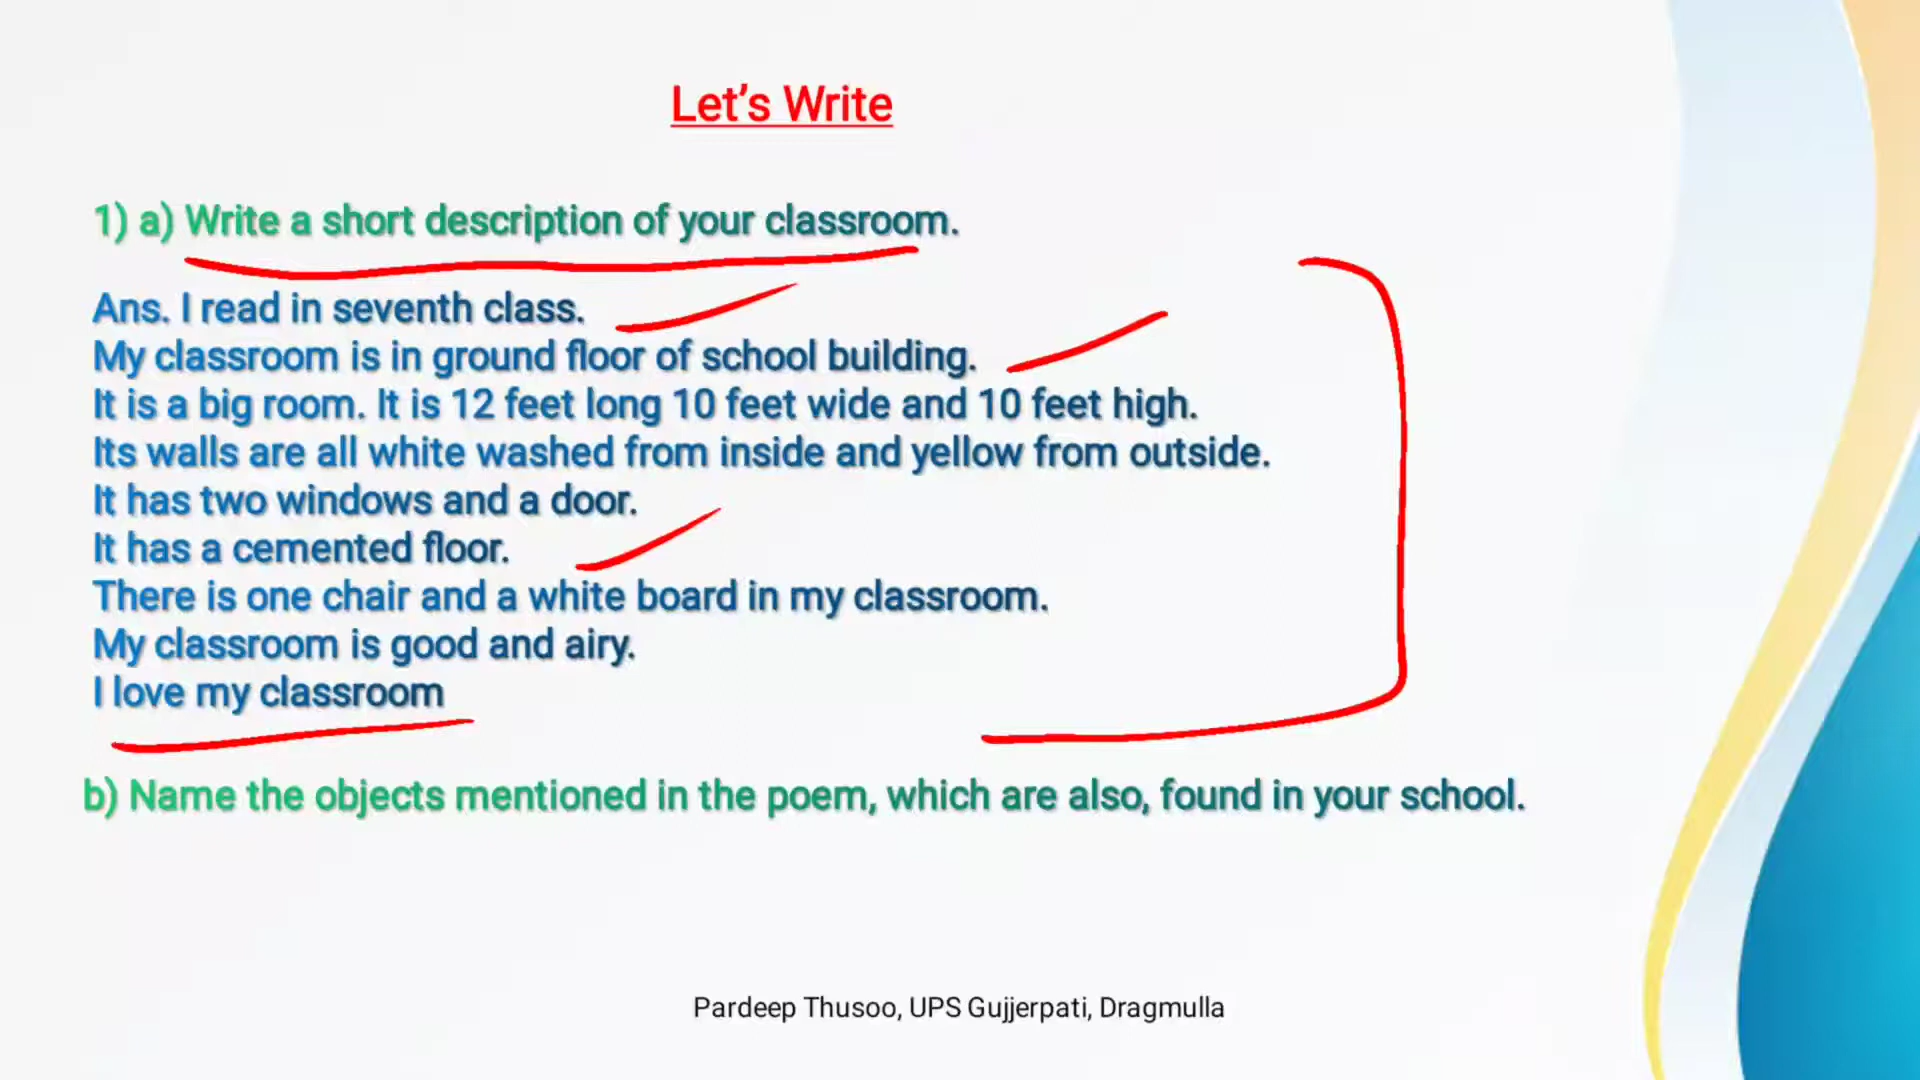 Let's Write
1) a) Write a short description of your classroom.
Ans. I read in seventh class.
My classroom is in ground floor of school building.
It is a big room. It is 12 feet long 10 feet wide and 10 feet high.
Its walls are all white washed from inside and yellow from outside.
It has two windows and a door.
It has a cemented floor.
There is one chair and a white board in my classroom.
My classroom is good and airy.
I love my classroom
b) Name the objects mentioned in the poem, which are also, found in your school.
Pardeep Thusoo, UPS Gujjerpati, Dragmulla